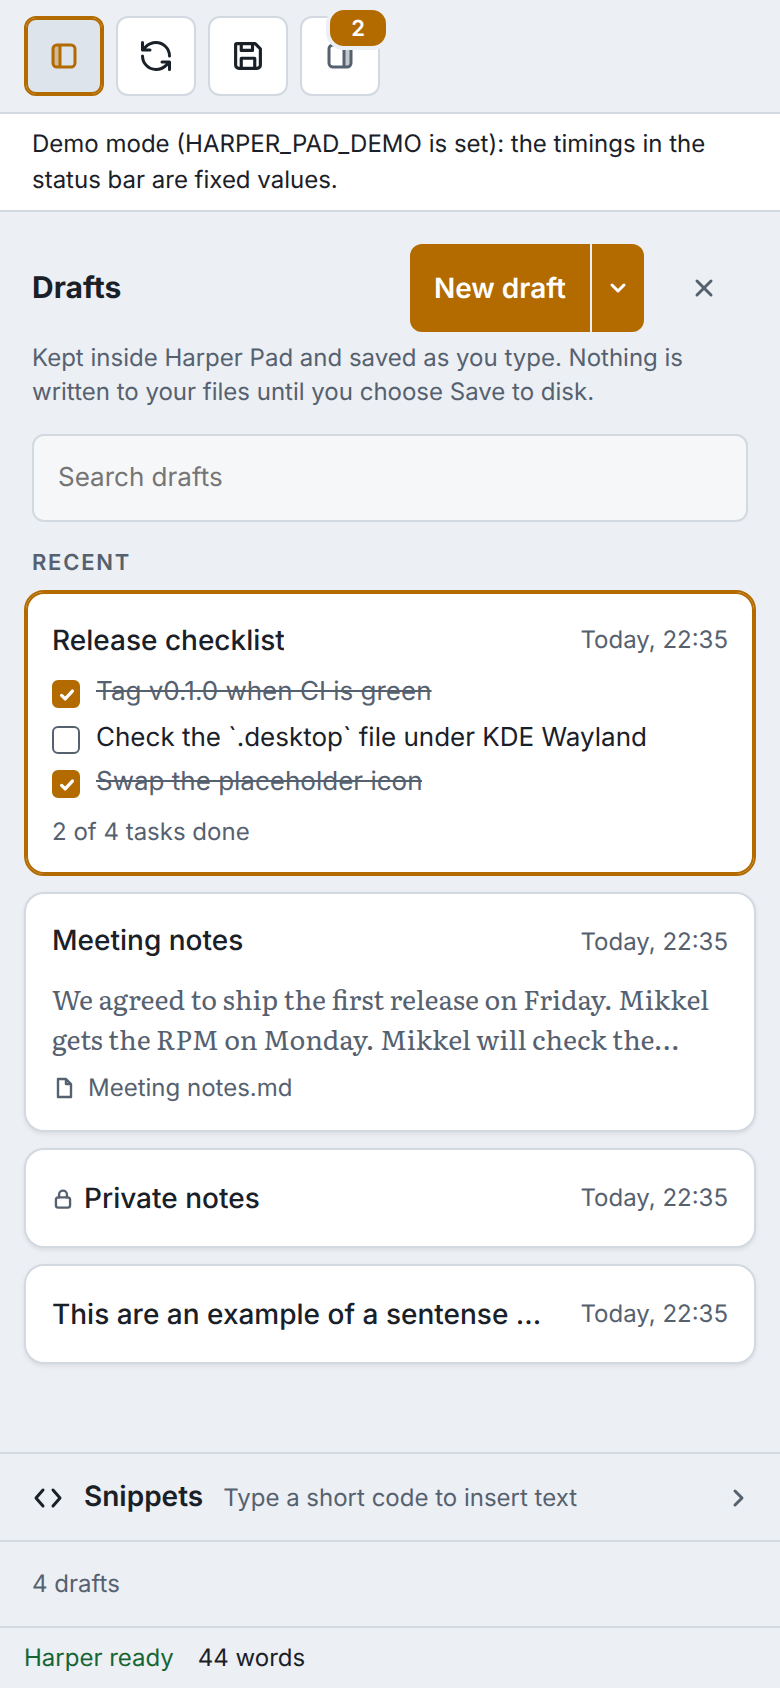 2
Demo mode (HARPER_PAD_DEMO is set): the timings in the
status bar are fixed values.
Drafts
New draft
Kept inside Harper Pad and saved as you type. Nothing is
written to your files until you choose Save to disk.
Search drafts
RECENT
Release checklist
Today, 22:35
Tag v0.1.0 when CI is green
Check the `.desktop` file under KDE Wayland
Swap the placeholder icon
2 of 4 tasks done
Meeting notes
Today, 22:35
We agreed to ship the first release on Friday. Mikkel
gets the RPM on Monday. Mikkel will check the...
Meeting notes.md
Private notes
Today, 22:35
This are an example of a sentence ...
Today, 22:35
Snippets
Type a short code to insert text
4 drafts
Harper ready
44 words